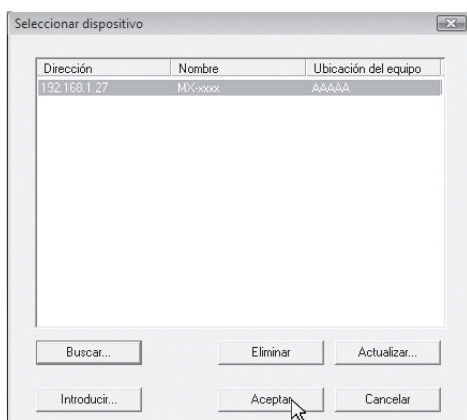 Seleccionar dispositivo
Dirección Nombre Ubicación del equipo
192.168.1.27 MX-xxxx AAAAA
Buscar... Eliminar Actualizar...
Introducir... Aceptar Cancelar